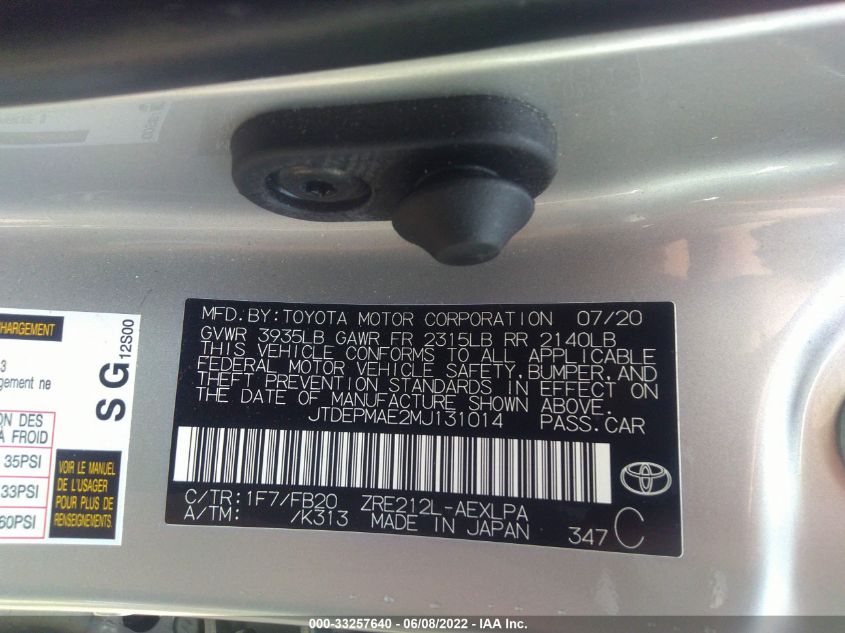 MFD. BY: TOYOTA MOTOR CORPORATION 07/20
GVWR 3935LB GAWR FR 2315LB RR 2140LB
THIS VEHICLE CONFORMS TO ALL APPLICABLE
FEDERAL MOTOR VEHICLE SAFETY, BUMPER, AND
THEFT PREVENTION STANDARDS IN EFFECT ON
THE DATE OF MANUFACTURE SHOWN ABOVE.
JTDEPMAE2MJ131014 PASS. CAR
C/TR: 1F7/FB20 ZRE212L-AEXLPA
A/TM: /K313 MADE IN JAPAN 347 C
HARGEMENT
3
gement ne
ON DES
À FROID
35PSI
33PSI
60PSI
SG
12S00
VOIR LE MANUEL
DE L'USAGER
POUR PLUS DE
RENSEIGNEMENTS
000-33257640 - 06/08/2022 - IAA Inc.